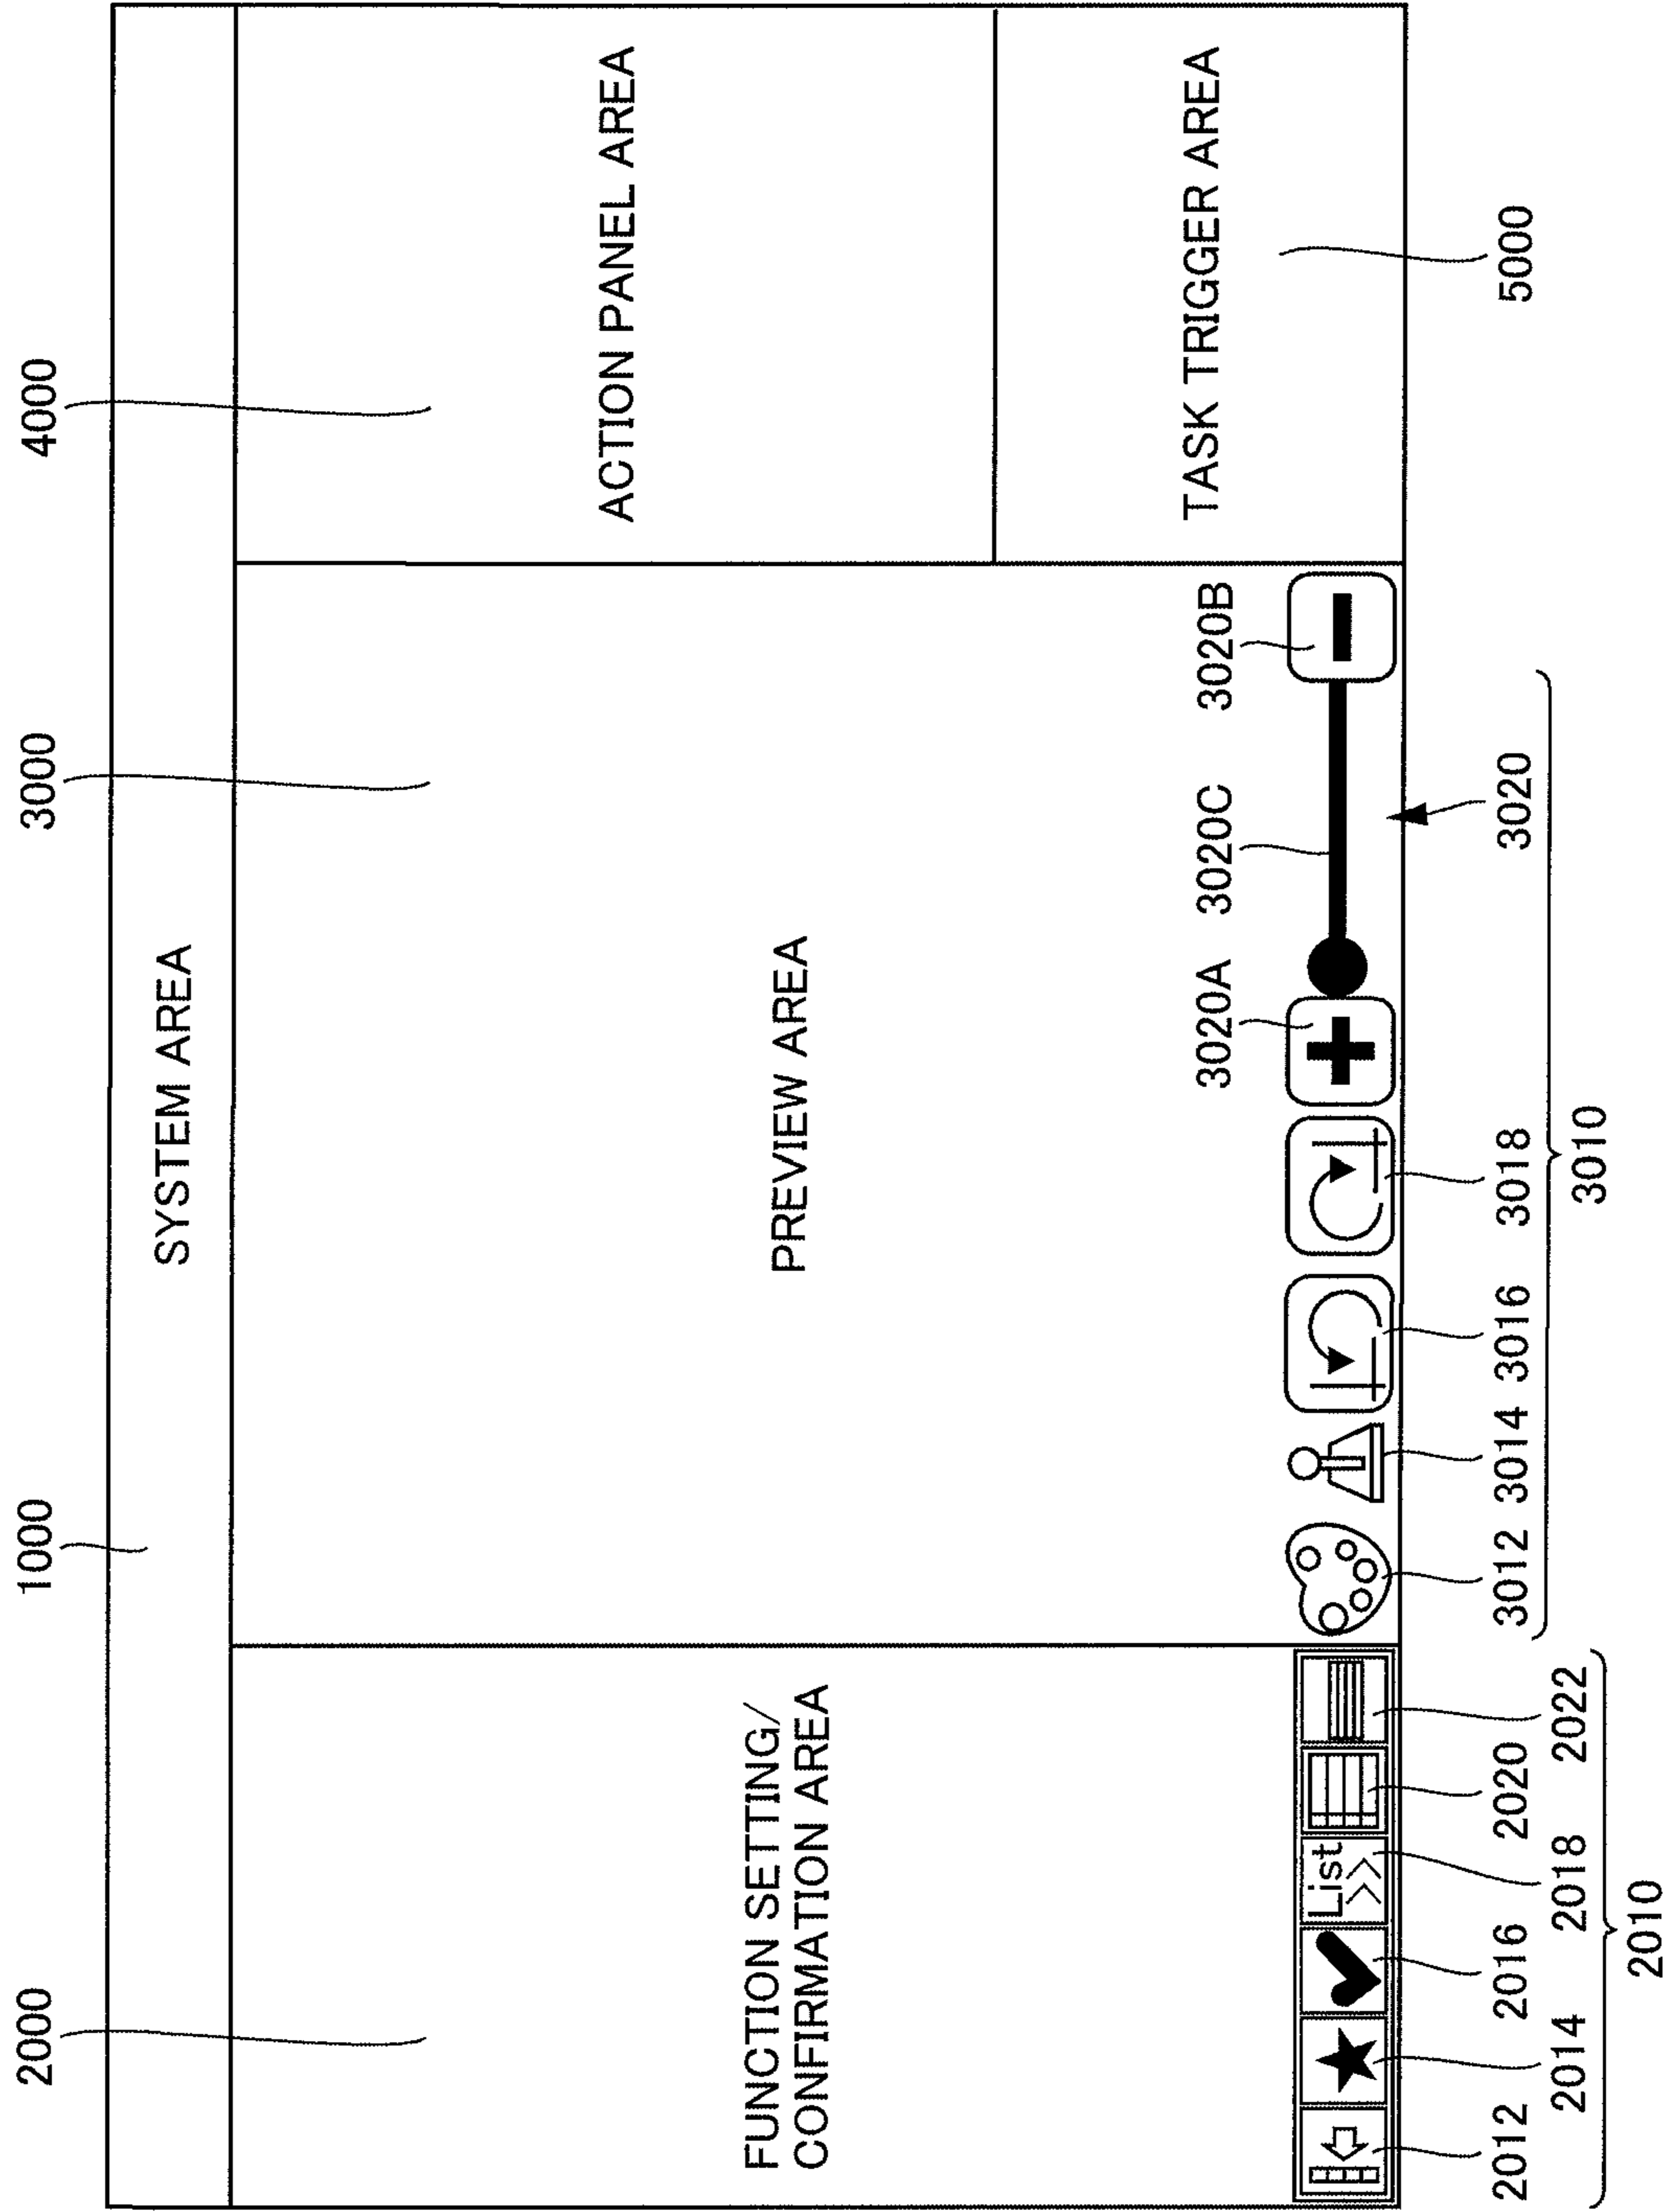 1000
2000
3000
4000
SYSTEM AREA
FUNCTION SETTING/
CONFIRMATION AREA
PREVIEW AREA
ACTION PANEL AREA
TASK TRIGGER AREA
3020A
3020C
3020B
List
2012
2014
2016
2018
2020
2022
2010
3012
3014
3016
3018
3020
3010
5000